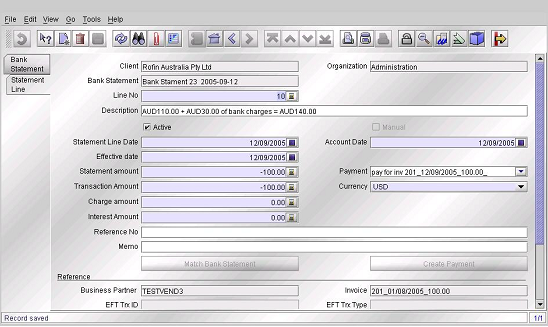 File Edit View Go Tools Help
Bank Statement
Statement Line
Client Rofin Australia Pty Ltd Organization Administration
Bank Statement Bank Stament 23 2005-09-12
Line No 10
Description AUD110.00 + AUD30.00 of bank charges = AUD140.00
Active Manual
Statement Line Date 12/09/2005 Account Date 12/09/2005
Effective date 12/09/2005
Statement amount -100.00 Payment pay for inv 201_12/09/2005_100.00_
Transaction Amount -100.00 Currency USD
Charge amount 0.00
Interest Amount 0.00
Reference No
Memo
Match Bank Statement Create Payment
Reference
Business Partner TESTVEND3 Invoice 201_01/08/2005_100.00
EFT Trx ID EFT Trx Type
Record saved 1/1